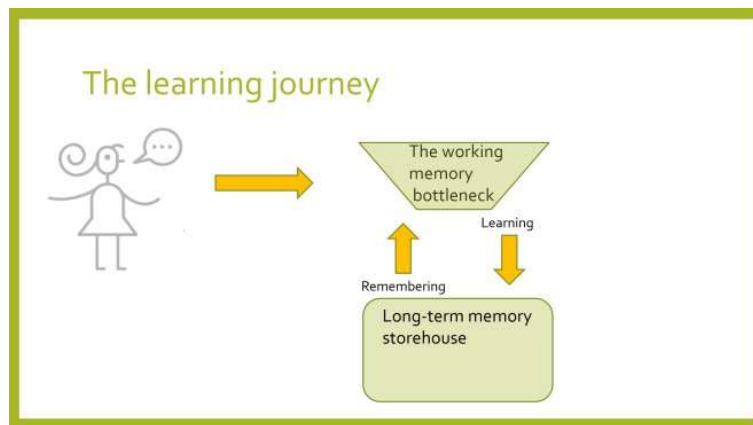 The learning journey
The working
memory
bottleneck
Learning
Remembering
Long-term memory
storehouse